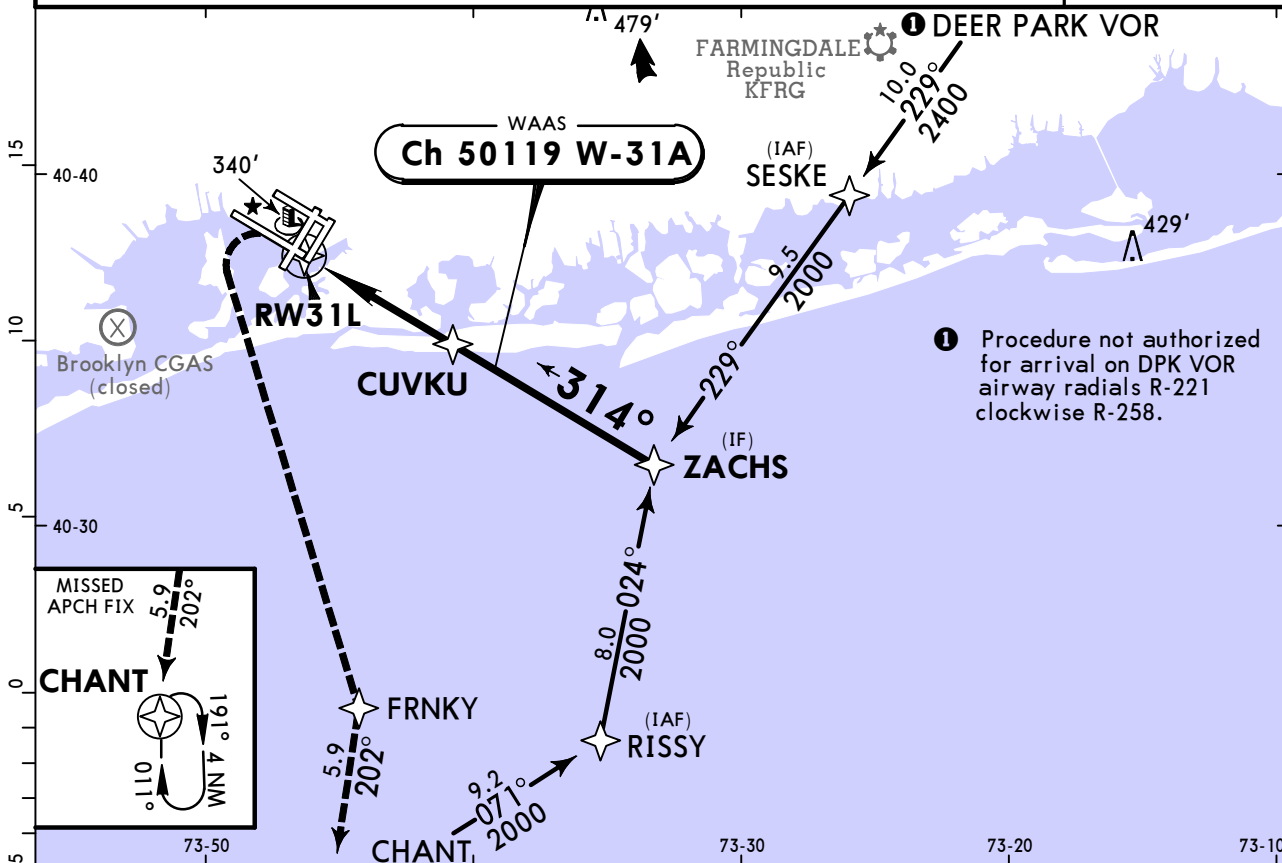 479'
FARMINGDALE
Republic
KFRG
1 DEER PARK VOR
10.0
229°
2400
WAAS
Ch 50119 W-31A
(IAF)
SESKE
15
40-40
340'
429'
9.5
2000
229°
RW31L
10
Brooklyn CGAS
(closed)
CUVKU
314°
1 Procedure not authorized
for arrival on DPK VOR
airway radials R-221
clockwise R-258.
(IF)
ZACHS
5
40-30
MISSED
APCH FIX
5.9
202°
CHANT
191° 4 NM
011°
8.0
2000
024°
0
FRNKY
(IAF)
RISSY
5.9
202°
9.2
071°
2000
CHANT
5
73-50
73-30
73-20
73-10